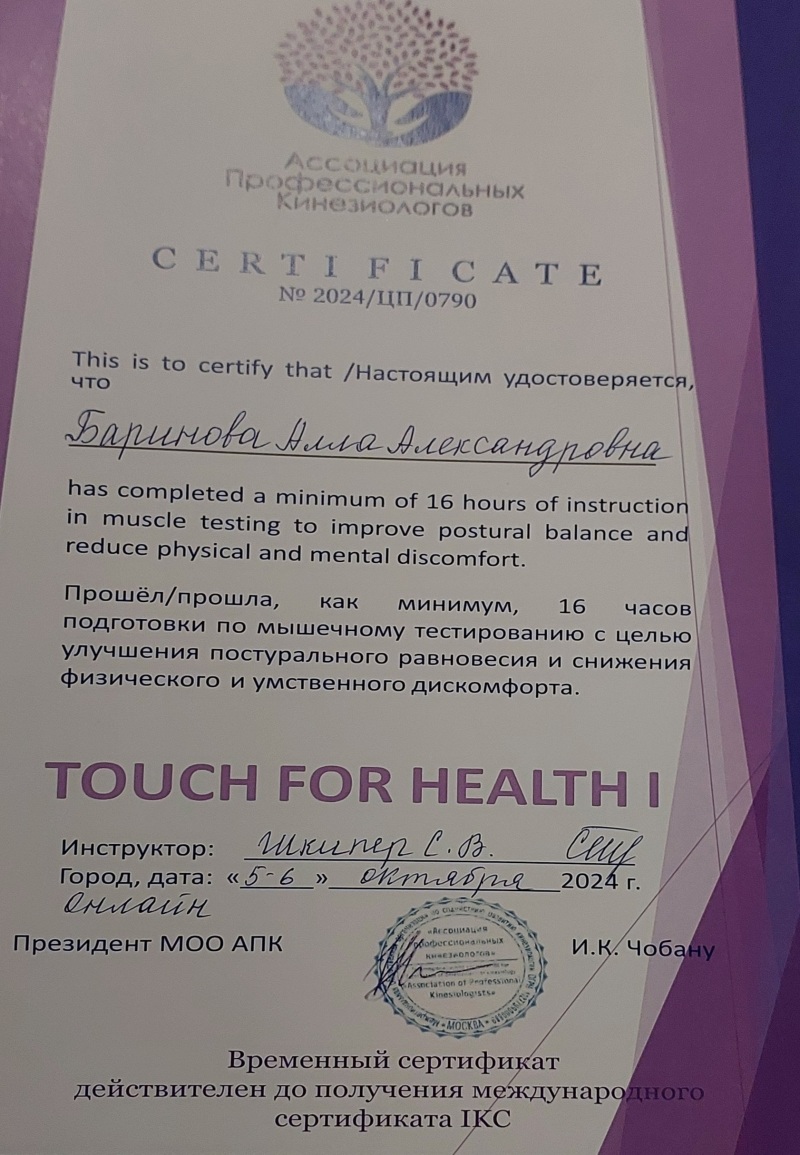 Ассоциация
Профессиональных
Кинезиологов
CERTIFICATE
№ 2024/ЦП/0790
This is to certify that /Настоящим удостоверяется,
что
Баринова Алла Александровна
has completed a minimum of 16 hours of instruction
in muscle testing to improve postural balance and
reduce physical and mental discomfort.
Прошёл/прошла, как минимум, 16 часов
подготовки по мышечному тестированию с целью
улучшения постурального равновесия и снижения
физического и умственного дискомфорта.
TOUCH FOR HEALTH I
Инструктор: Шкипер С.В.
Город, дата: «5-6» октября 2024 г.
онлайн
Президент МОО АПК
«Ассоциация
профессиональных
кинезиологов»
«Association of Professional
Kinesiologists»
МОСКВА
И.К. Чобану
Временный сертификат
действителен до получения международного
сертификата IKC